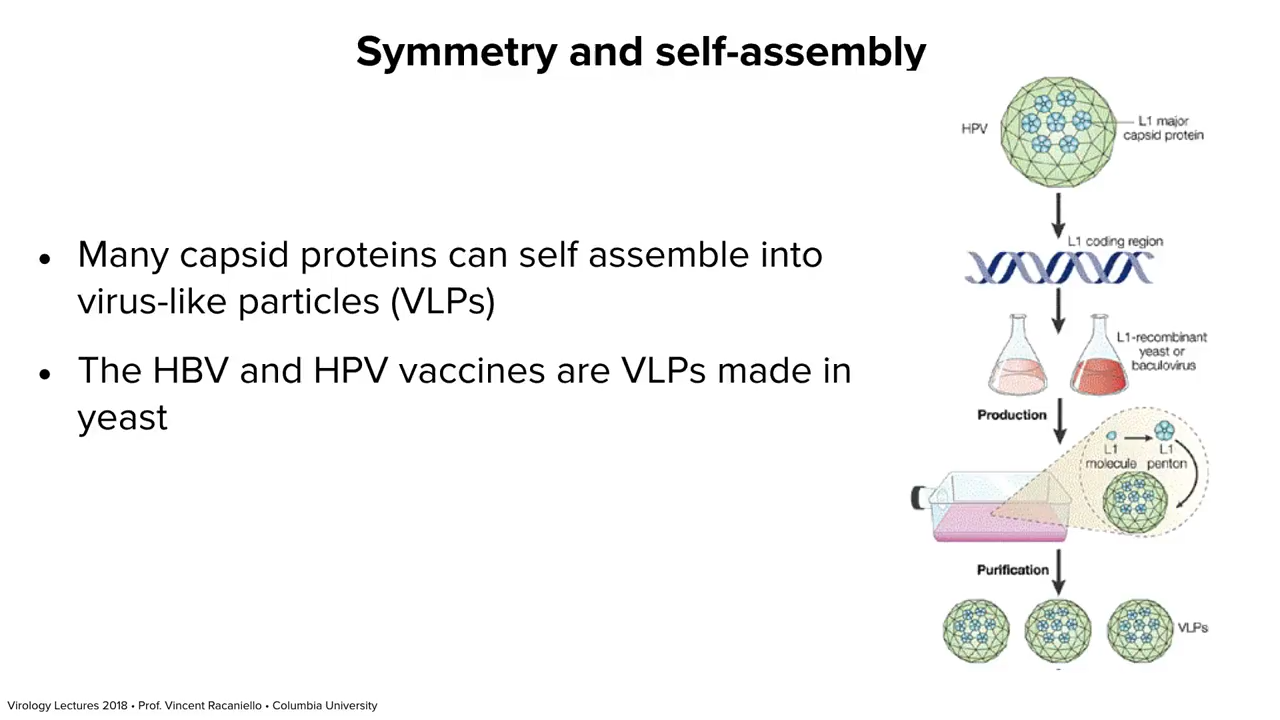 Symmetry and self-assembly
HPV
L1 major
capsid protein
L1 coding region
• Many capsid proteins can self assemble into
virus-like particles (VLPs)
L1-recombinant
yeast or
baculovirus
• The HBV and HPV vaccines are VLPs made in
yeast
Production
L1
molecule
L1
penton
Purification
VLPs
Virology Lectures 2018 • Prof. Vincent Racaniello • Columbia University